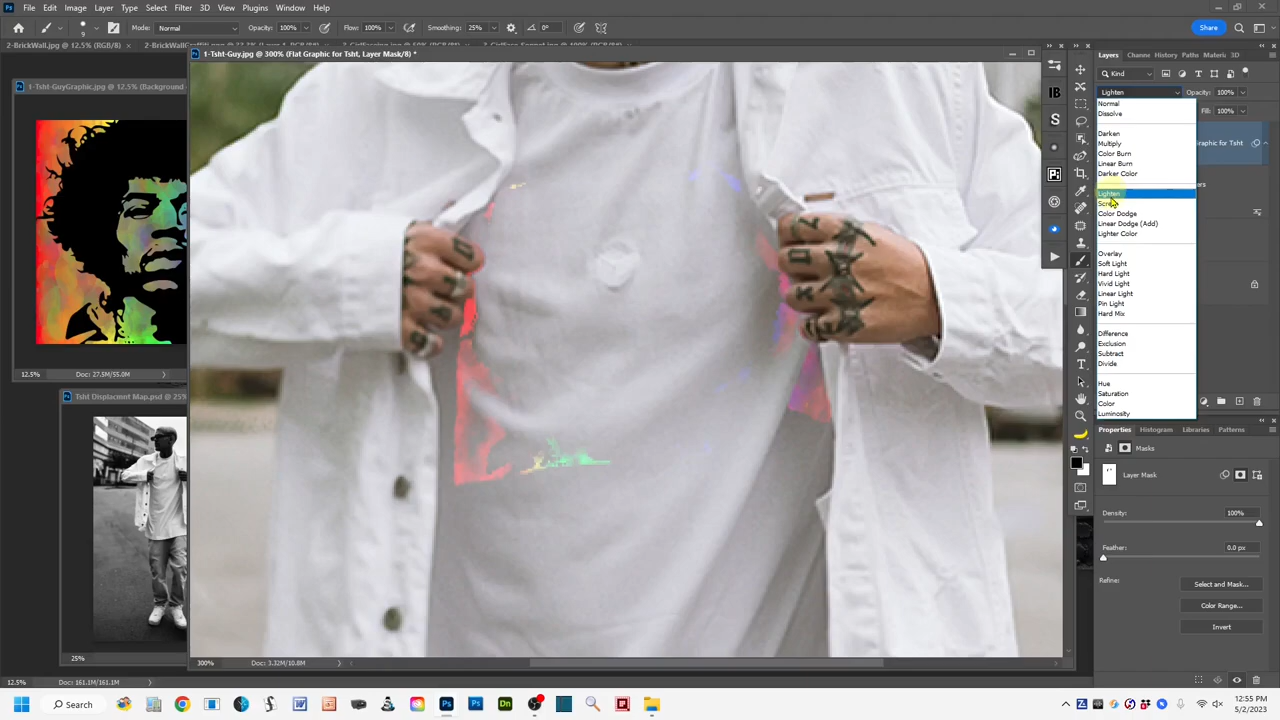 File Edit Image Layer Type Select Filter 3D View Plugins Window Help
Mode: Normal Opacity: 100% Flow: 100% Smoothing: 25% 0° Share
2-BrickWall.jpg @ 12.5% (RGB/8)
1-Tsht-Guy.jpg @ 300% (Flat Graphic for Tsht, Layer Mask/8) *
Layers Channe History Paths Materi 3D
Kind
Lighten Opacity: 100%
Fill: 100%
1-Tsht-GuyGraphic.jpg @ 12.5% (Background
Normal
Dissolve
Darken
Multiply
Color Burn
Linear Burn
Darker Color
Lighten
Color Dodge
Linear Dodge (Add)
Lighter Color
Overlay
Soft Light
Hard Light
Vivid Light
Linear Light
Pin Light
Hard Mix
Difference
Exclusion
Subtract
Divide
Hue
Saturation
Color
Luminosity
Graphic for Tsht
12.5% Doc: 27.5M/55.0M
Tsht Displacmnt Map.psd @ 25%
25%
Properties Histogram Libraries Patterns
Masks
Layer Mask
Density: 100%
Feather: 0.0 px
Refine:
Select and Mask...
Color Range...
Invert
300% Doc: 3.32M/10.8M
12.5% Doc: 161.1M/161.1M
Search
12:55 PM
5/2/2023